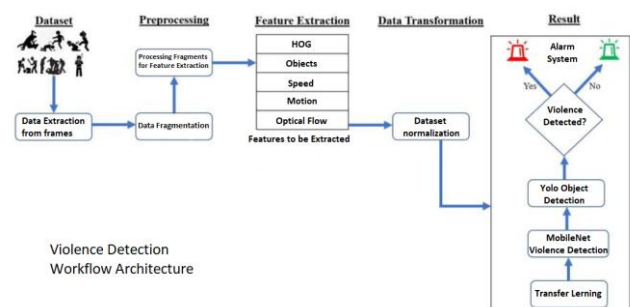 Dataset
Preprocessing
Feature Extraction
Data Transformation
Result
Data Extraction
from frames
Processing Fragments
for Feature Extraction
Data Fragmentation
HOG
Objects
Speed
Motion
Optical Flow
Features to be Extracted
Dataset
normalization
Alarm
System
Yes
No
Violence
Detected?
Yolo Object
Detection
MobileNet
Violence Detection
Transfer Lerning
Violence Detection
Workflow Architecture